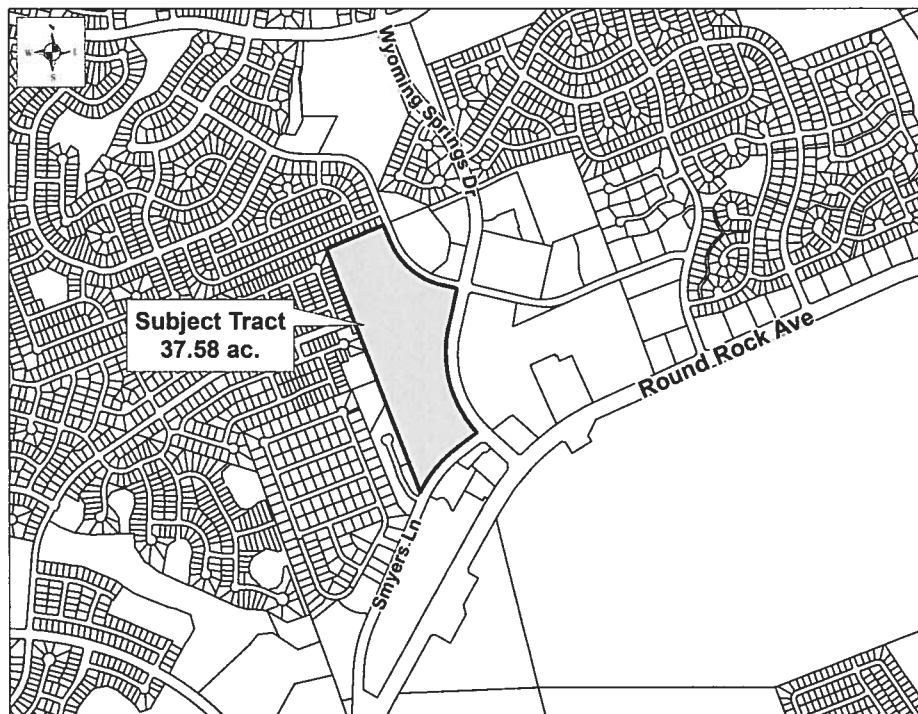 N
W
E
S
Wyoming Springs Dr
Subject Tract
37.58 ac.
Round Rock Ave
Smyers Ln